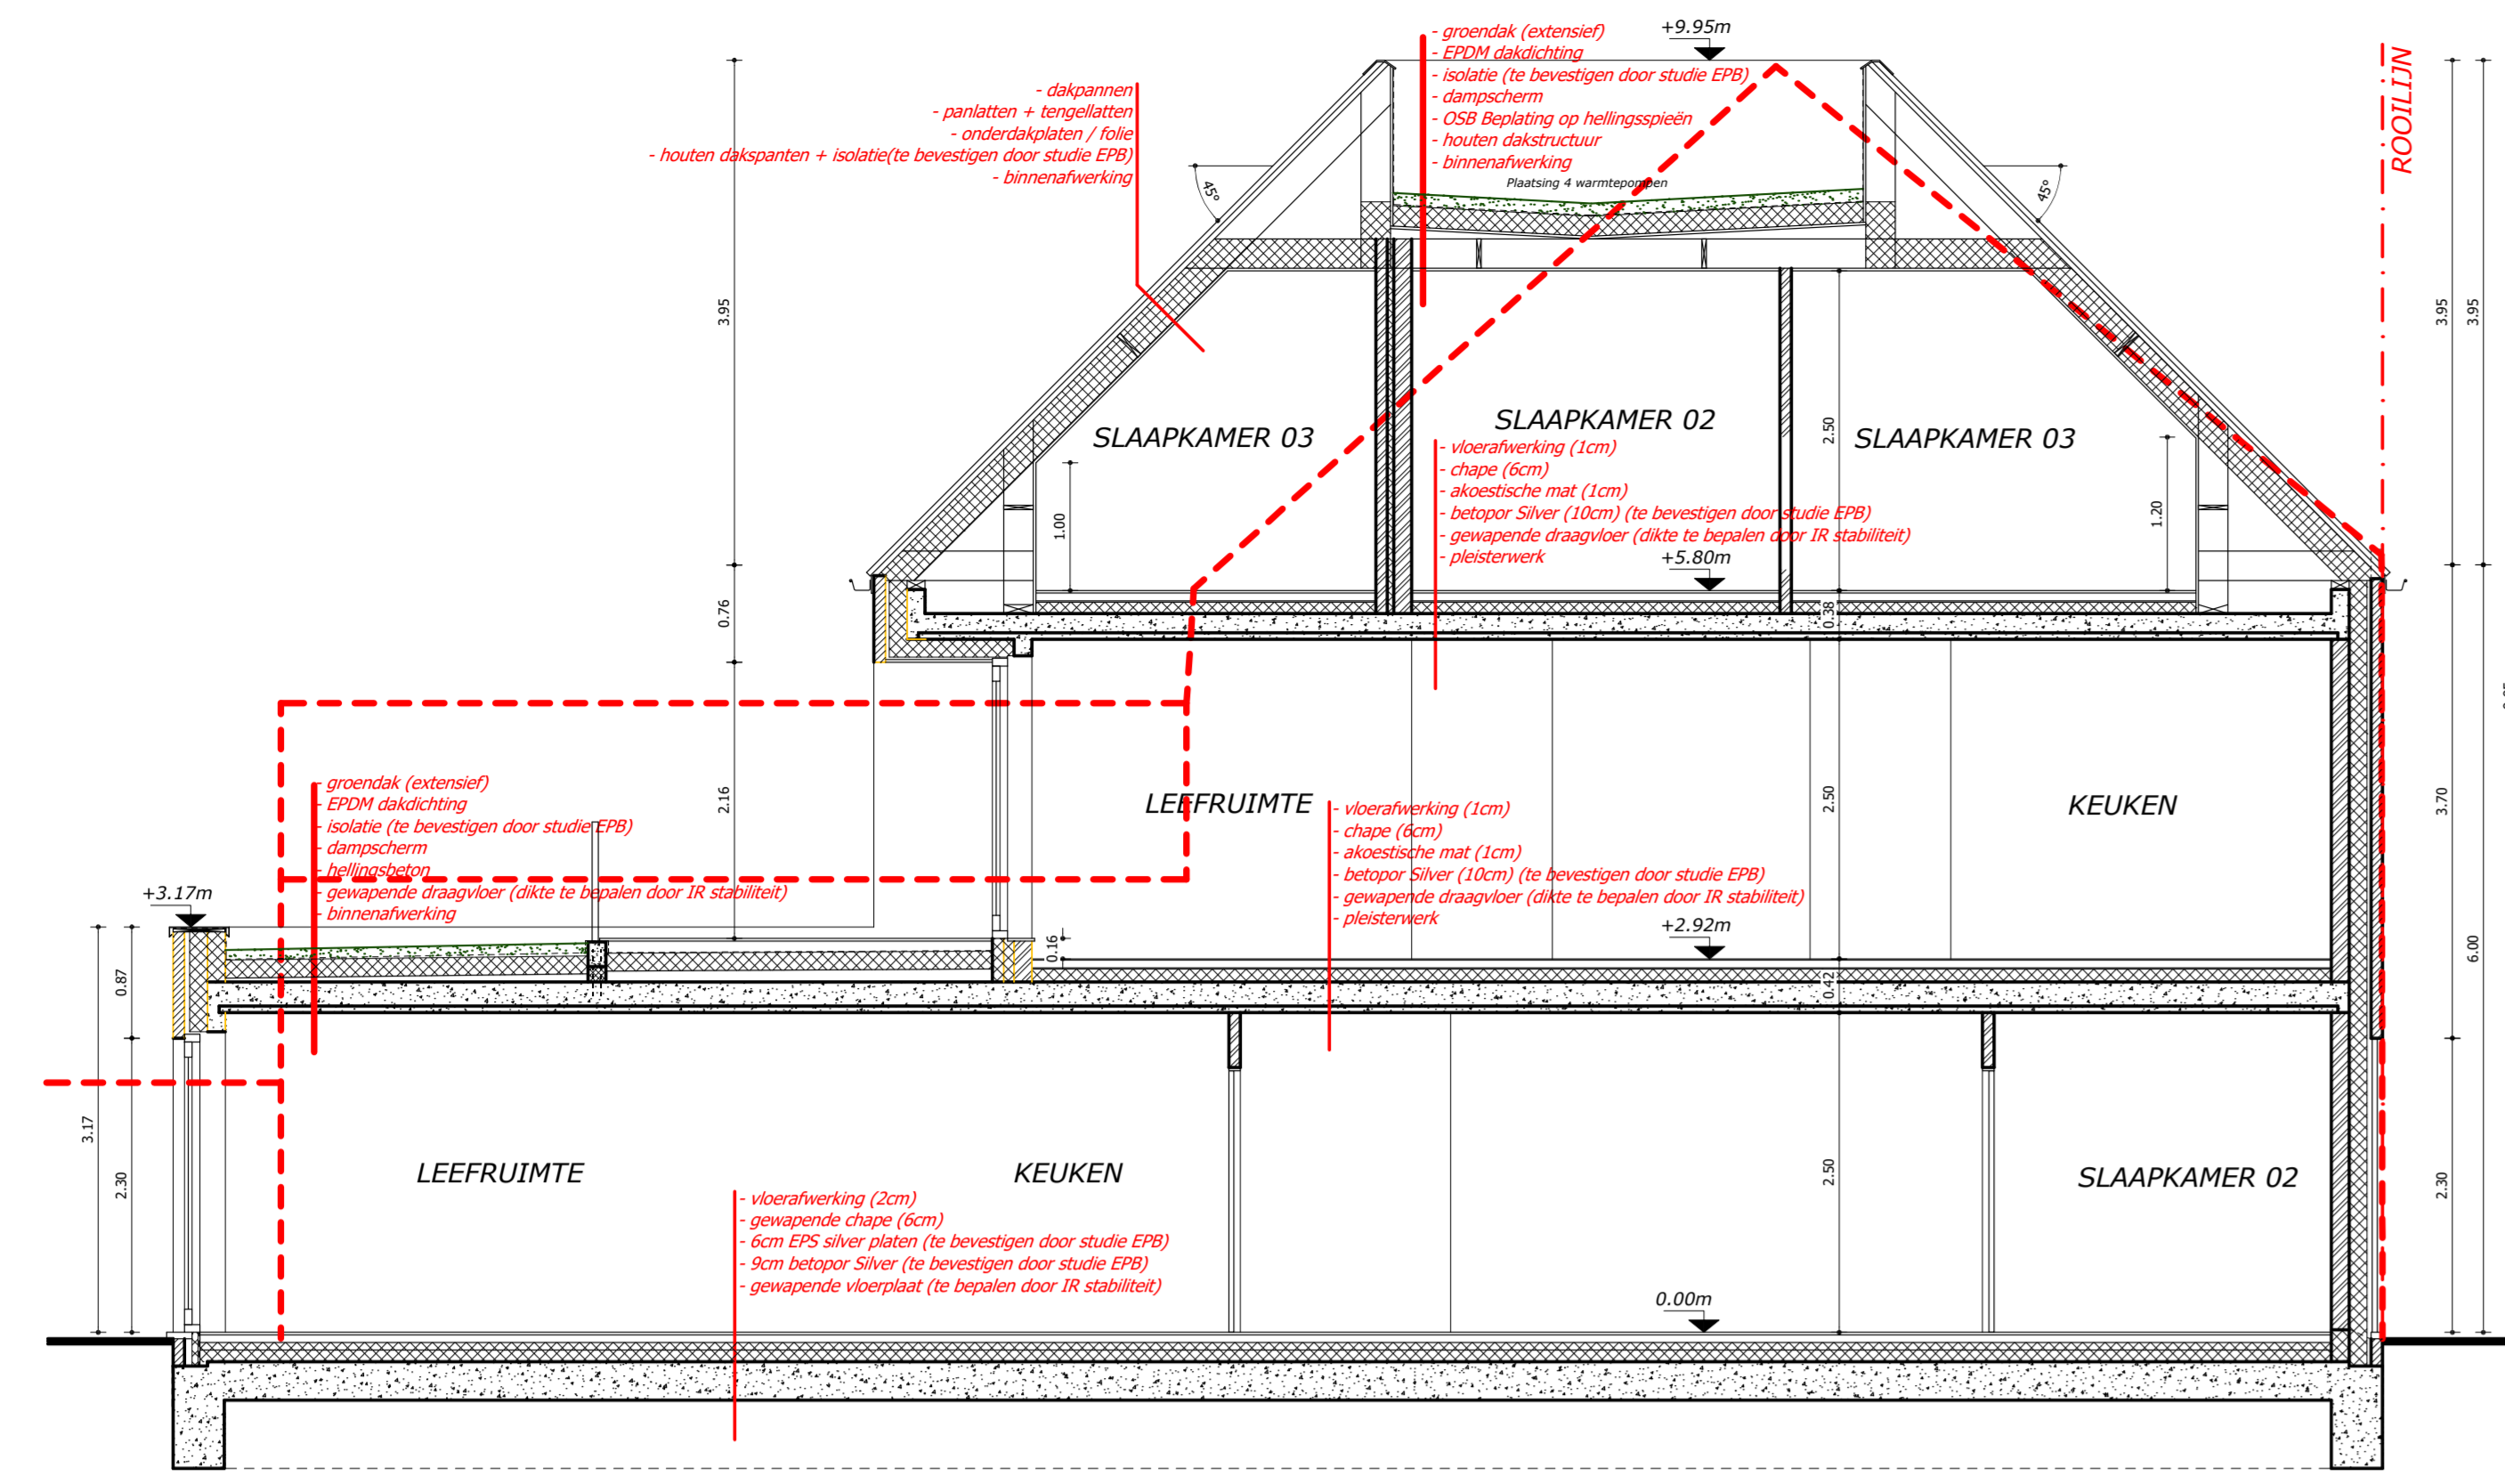 - groendak (extensief)
- EPDM dakdichting
- isolatie (te bevestigen door studie EPB)
- dampscherm
- OSB Beplating op hellingsspieën
- houten dakstructuur
- binnenafwerking
+9.95m
ROOILIJN
- dakpannen
- panlatten + tengellatten
- onderdakplaten / folie
- houten dakspanten + isolatie(te bevestigen door studie EPB)
- binnenafwerking
Plaatsing 4 warmtepompen
45°
45°
3.95
3.95
3.95
SLAAPKAMER 03
SLAAPKAMER 02
SLAAPKAMER 03
2.50
1.00
1.20
- vloerafwerking (1cm)
- chape (6cm)
- akoestische mat (1cm)
- betopor Silver (10cm) (te bevestigen door studie EPB)
- gewapende draagvloer (dikte te bepalen door IR stabiliteit)
- pleisterwerk
+5.80m
0.76
0.38
2.16
LEEFRUIMTE
2.50
KEUKEN
3.70
- groendak (extensief)
- EPDM dakdichting
- isolatie (te bevestigen door studie EPB)
- dampscherm
- hellingsbeton
- gewapende draagvloer (dikte te bepalen door IR stabiliteit)
- binnenafwerking
- vloerafwerking (1cm)
- chape (6cm)
- akoestische mat (1cm)
- betopor Silver (10cm) (te bevestigen door studie EPB)
- gewapende draagvloer (dikte te bepalen door IR stabiliteit)
- pleisterwerk
+3.17m
+2.92m
0.16
0.42
0.87
6.00
3.17
2.30
LEEFRUIMTE
KEUKEN
2.50
SLAAPKAMER 02
2.30
- vloerafwerking (2cm)
- gewapende chape (6cm)
- 6cm EPS silver platen (te bevestigen door studie EPB)
- 9cm betopor Silver (te bevestigen door studie EPB)
- gewapende vloerplaat (te bepalen door IR stabiliteit)
0.00m